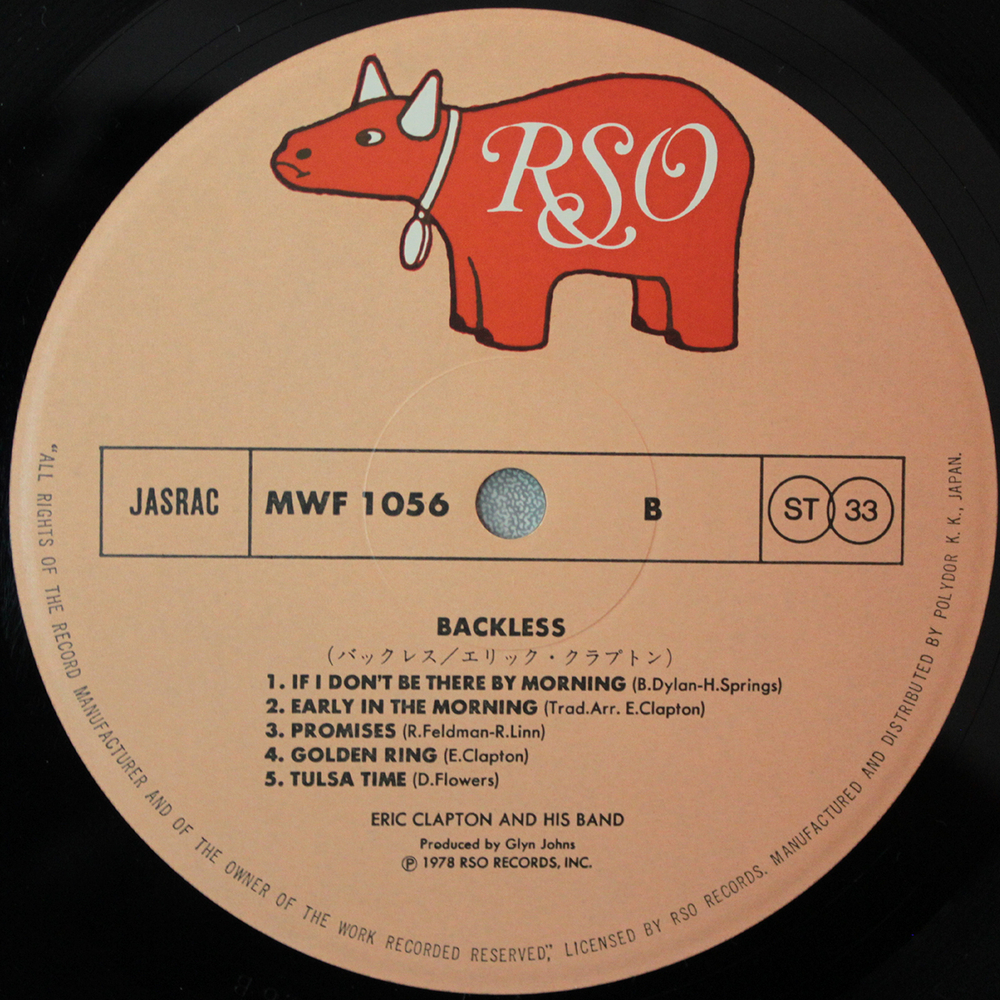 RSO
JASRAC
MWF 1056
B
ST 33
BACKLESS
(バックレス/エリック・クラプトン)
1. IF I DON'T BE THERE BY MORNING (B.Dylan-H.Springs)
2. EARLY IN THE MORNING (Trad.Arr. E.Clapton)
3. PROMISES (R.Feldman-R.Linn)
4. GOLDEN RING (E.Clapton)
5. TULSA TIME (D.Flowers)
ERIC CLAPTON AND HIS BAND
Produced by Glyn Johns
Ⓟ 1978 RSO RECORDS, INC.
"ALL RIGHTS OF THE RECORD MANUFACTURER AND OF THE OWNER OF THE WORK RECORDED RESERVED", LICENSED BY RSO RECORDS. MANUFACTURED AND DISTRIBUTED BY POLYDOR K. K., JAPAN.